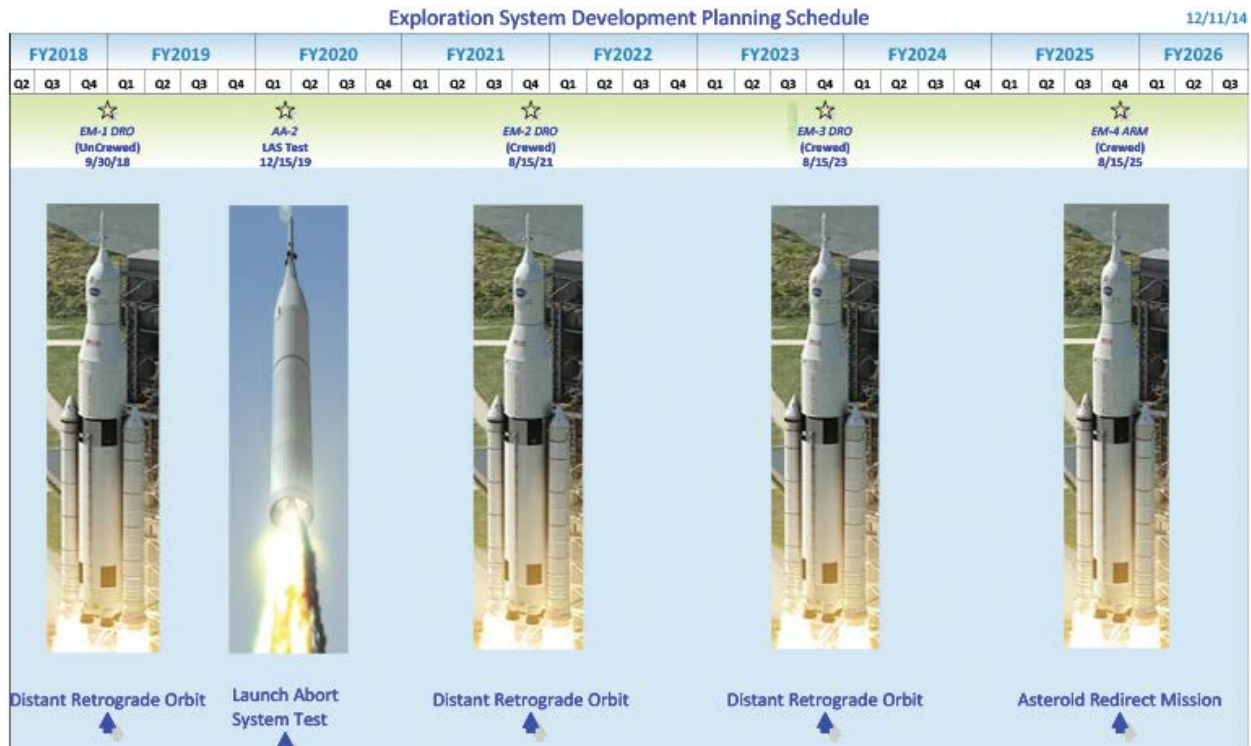 Exploration System Development Planning Schedule
12/11/14
FY2018 FY2019 FY2020 FY2021 FY2022 FY2023 FY2024 FY2025 FY2026
Q2 Q3 Q4 Q1 Q2 Q3 Q4 Q1 Q2 Q3 Q4 Q1 Q2 Q3 Q4 Q1 Q2 Q3 Q4 Q1 Q2 Q3 Q4 Q1 Q2 Q3 Q4 Q1 Q2 Q3 Q4 Q1 Q2 Q3
EM-1 DRO
(UnCrewed)
9/30/18
AA-2
LAS Test
12/15/19
EM-2 DRO
(Crewed)
8/15/21
EM-3 DRO
(Crewed)
8/15/23
EM-4 ARM
(Crewed)
8/15/25
Distant Retrograde Orbit
Launch Abort
System Test
Distant Retrograde Orbit
Distant Retrograde Orbit
Asteroid Redirect Mission